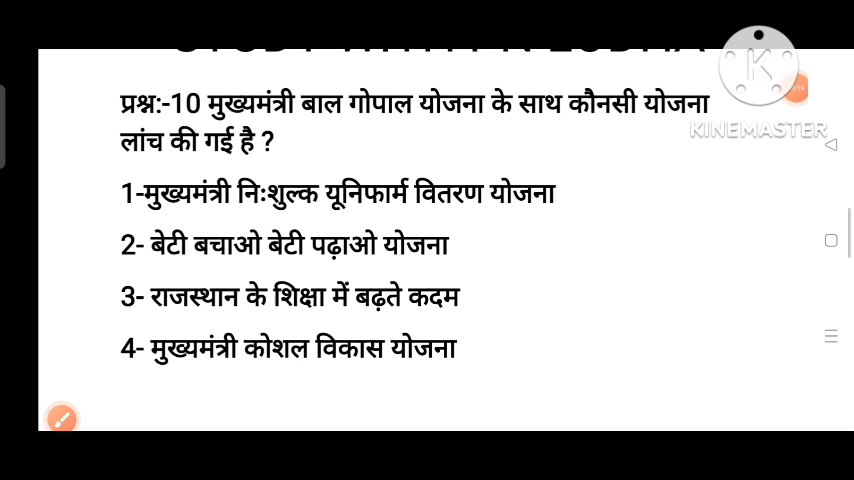 प्रश्न:-10 मुख्यमंत्री बाल गोपाल योजना के साथ कौनसी योजना
लांच की गई है ?
1-मुख्यमंत्री निःशुल्क यूनिफार्म वितरण योजना
2- बेटी बचाओ बेटी पढ़ाओ योजना
3- राजस्थान के शिक्षा में बढ़ते कदम
4- मुख्यमंत्री कोशल विकास योजना
K
KINEMASTER